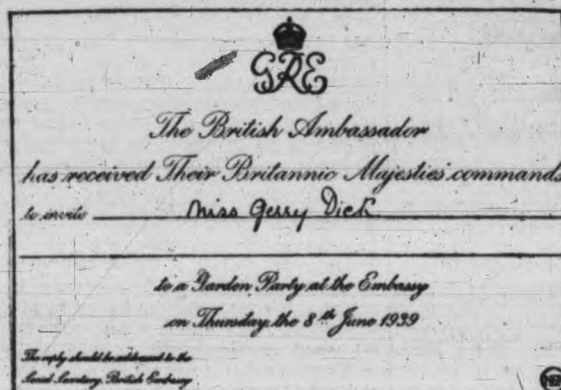 GRE
The British Ambassador
has received Their Britannic Majesties' commands
to invite Miss Gerry Dick
to a Garden Party at the Embassy
on Thursday, the 8th June 1939
The reply should be addressed to the
Social Secretary, British Embassy